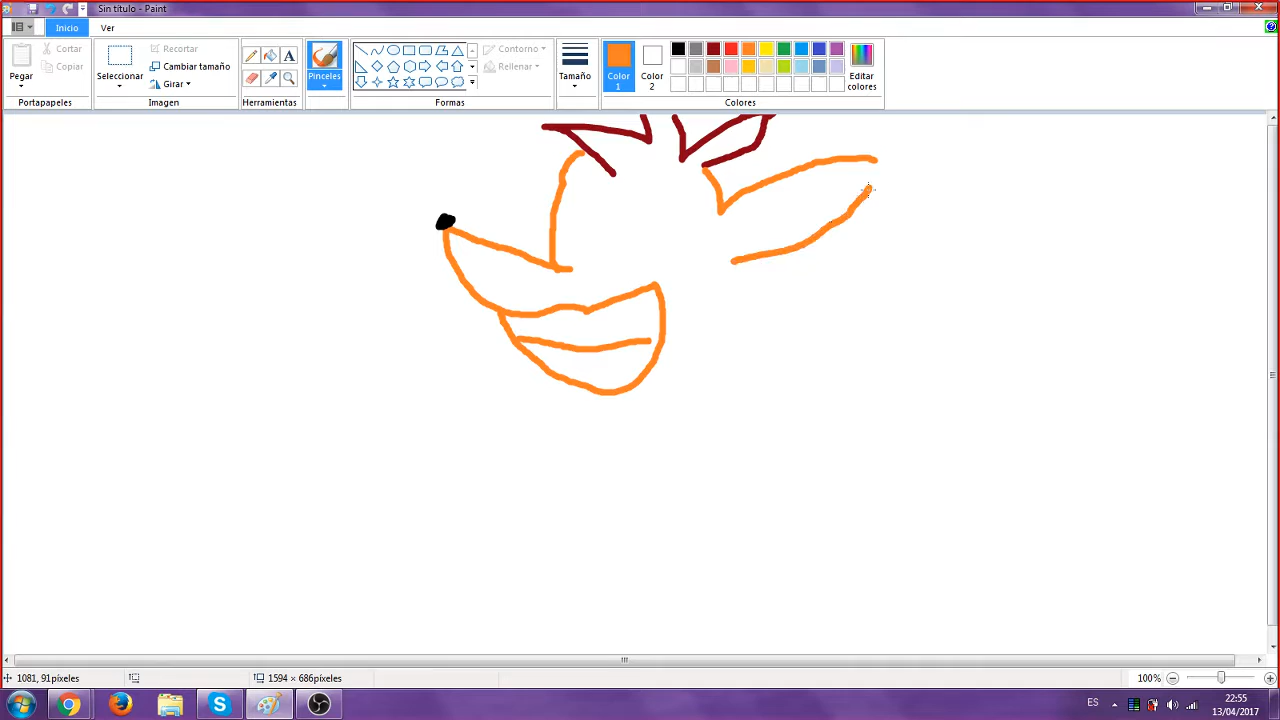 Sin título - Paint
Inicio
Ver
Pegar
Cortar
Copiar
Portapapeles
Seleccionar
Recortar
Cambiar tamaño
Girar
Imagen
A
Herramientas
Pinceles
Contorno
Rellenar
Formas
Tamaño
Color 1
Color 2
Editar colores
Colores
1081, 91píxeles
1594 × 686píxeles
100%
ES
22:55
13/04/2017